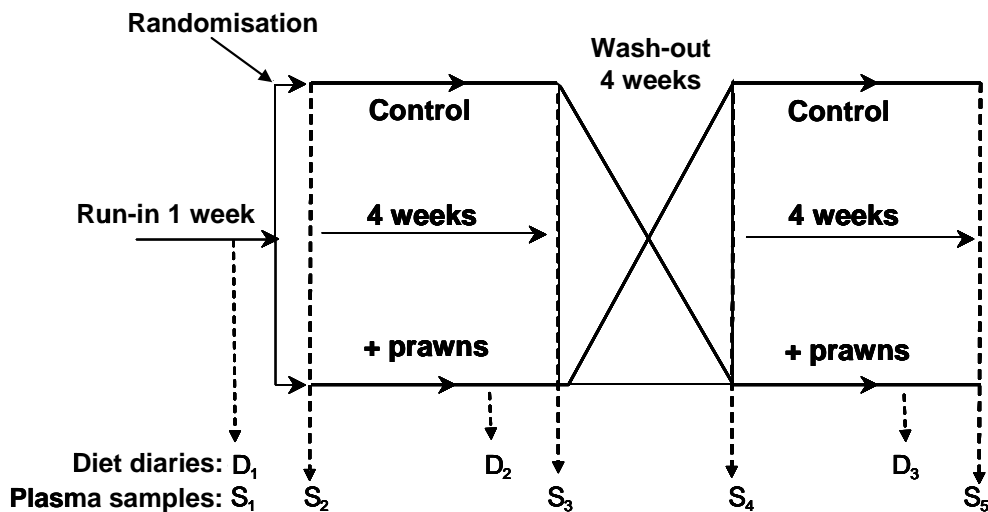 Randomisation
Wash-out
4 weeks
Control
Control
Run-in 1 week
4 weeks
4 weeks
+ prawns
+ prawns
Diet diaries: D1 D2 D3
Plasma samples: S1 S2 S3 S4 S5